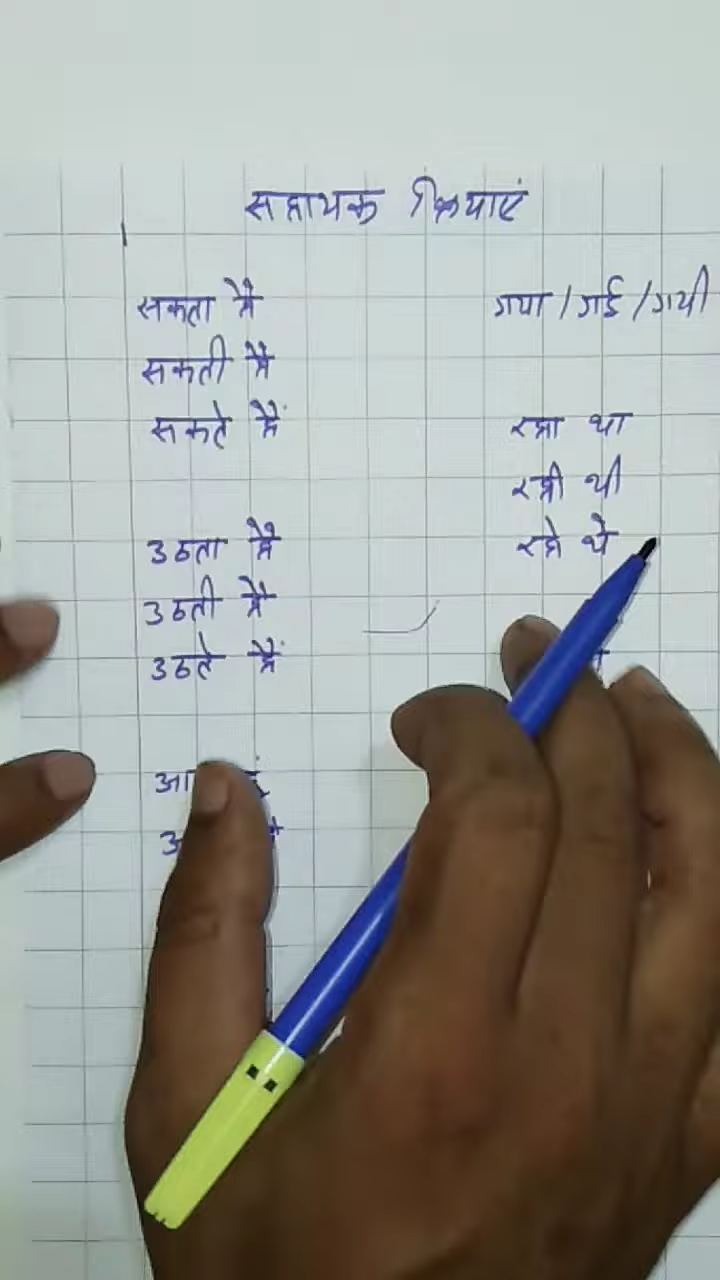 सहायक क्रियाएं
सकता है
सकती है
सकते हैं
उठता है
उठती है
उठते हैं
गया/गई/गयी
रहा था
रही थी
रहे थे